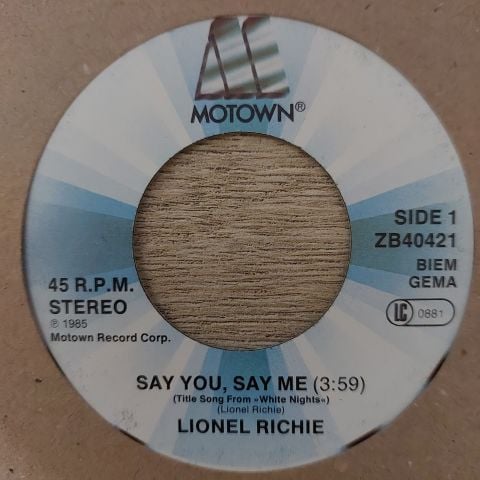 MOTOWN®
SIDE 1
ZB40421
BIEM
GEMA
LC 0881
45 R.P.M.
STEREO
℗ 1985
Motown Record Corp.
SAY YOU, SAY ME (3:59)
(Title Song From »White Nights«)
(Lionel Richie)
LIONEL RICHIE